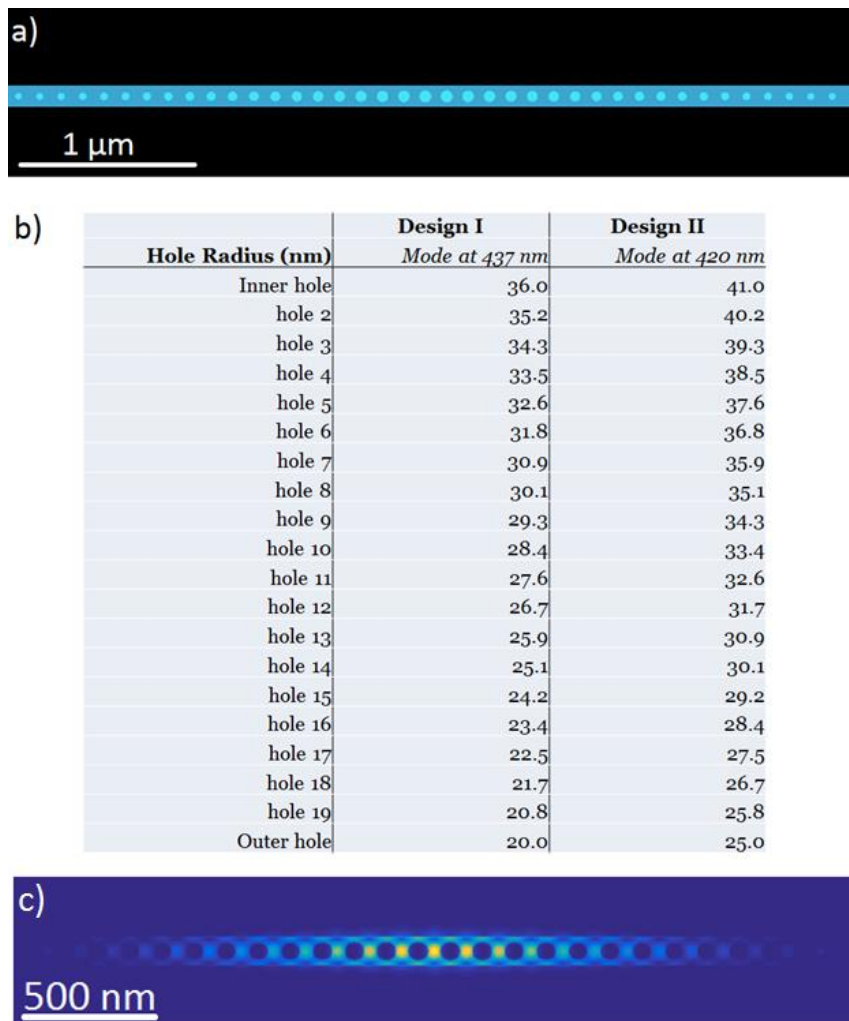 a)
1 μm
b)
Design I Design II
Hole Radius (nm) Mode at 437 nm Mode at 420 nm
Inner hole 36.0 41.0
hole 2 35.2 40.2
hole 3 34.3 39.3
hole 4 33.5 38.5
hole 5 32.6 37.6
hole 6 31.8 36.8
hole 7 30.9 35.9
hole 8 30.1 35.1
hole 9 29.3 34.3
hole 10 28.4 33.4
hole 11 27.6 32.6
hole 12 26.7 31.7
hole 13 25.9 30.9
hole 14 25.1 30.1
hole 15 24.2 29.2
hole 16 23.4 28.4
hole 17 22.5 27.5
hole 18 21.7 26.7
hole 19 20.8 25.8
Outer hole 20.0 25.0
c)
500 nm